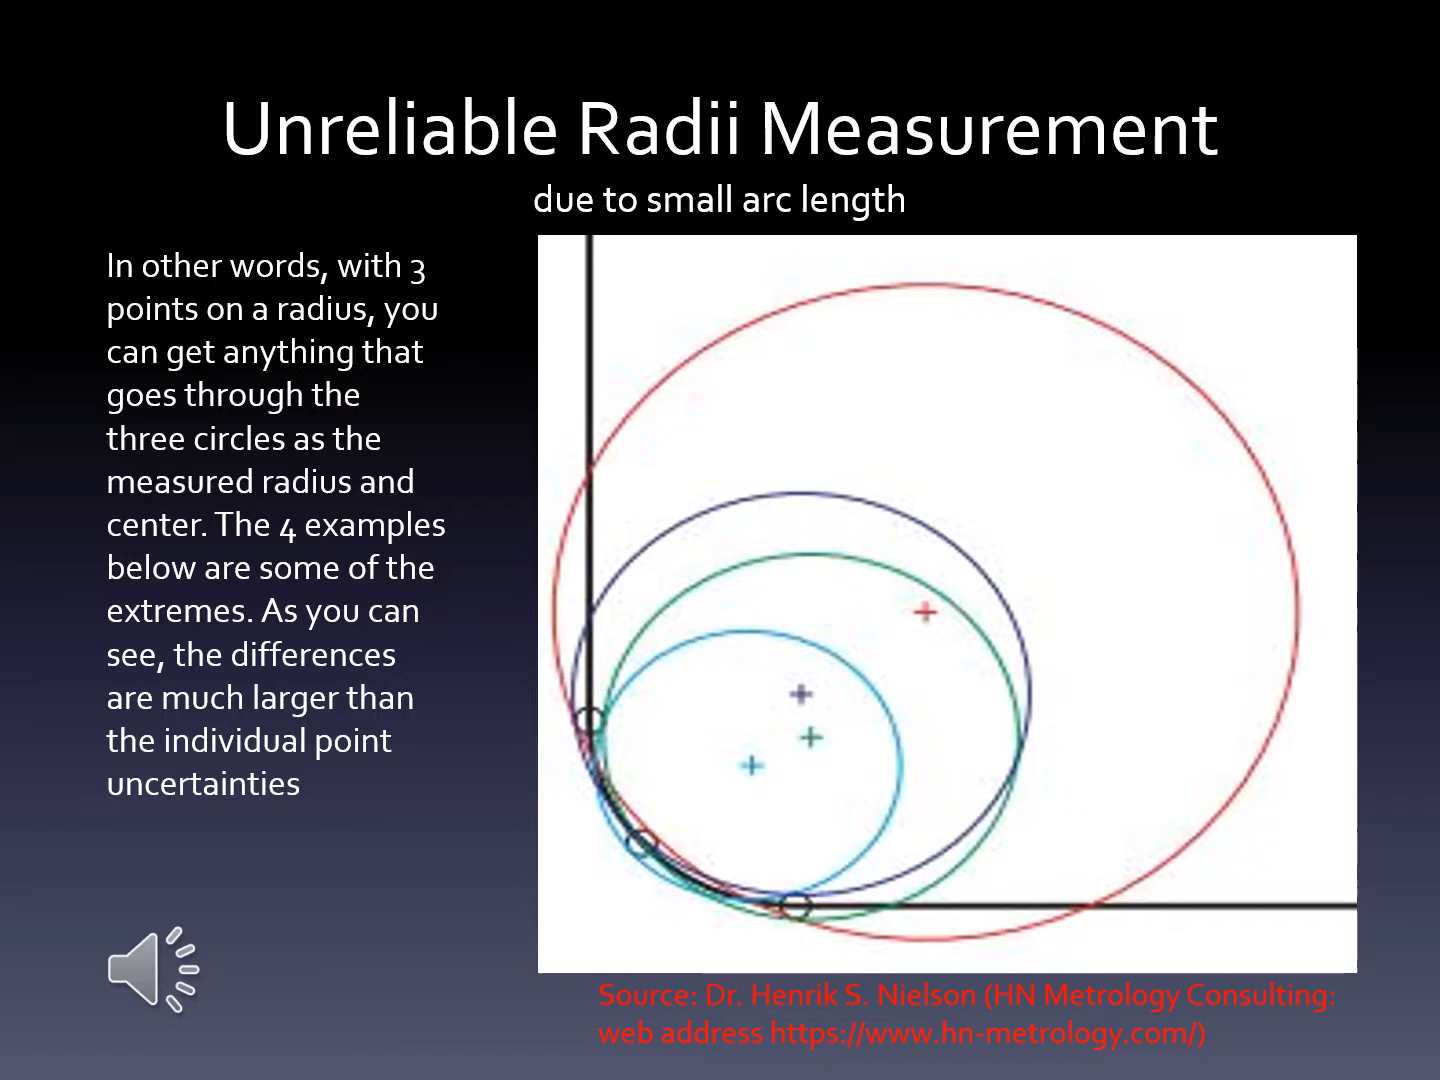 Unreliable Radii Measurement
due to small arc length
In other words, with 3
points on a radius, you
can get anything that
goes through the
three circles as the
measured radius and
center. The 4 examples
below are some of the
extremes. As you can
see, the differences
are much larger than
the individual point
uncertainties
Source: Dr. Henrik S. Nielson (HN Metrology Consulting:
web address https://www.hn-metrology.com/)